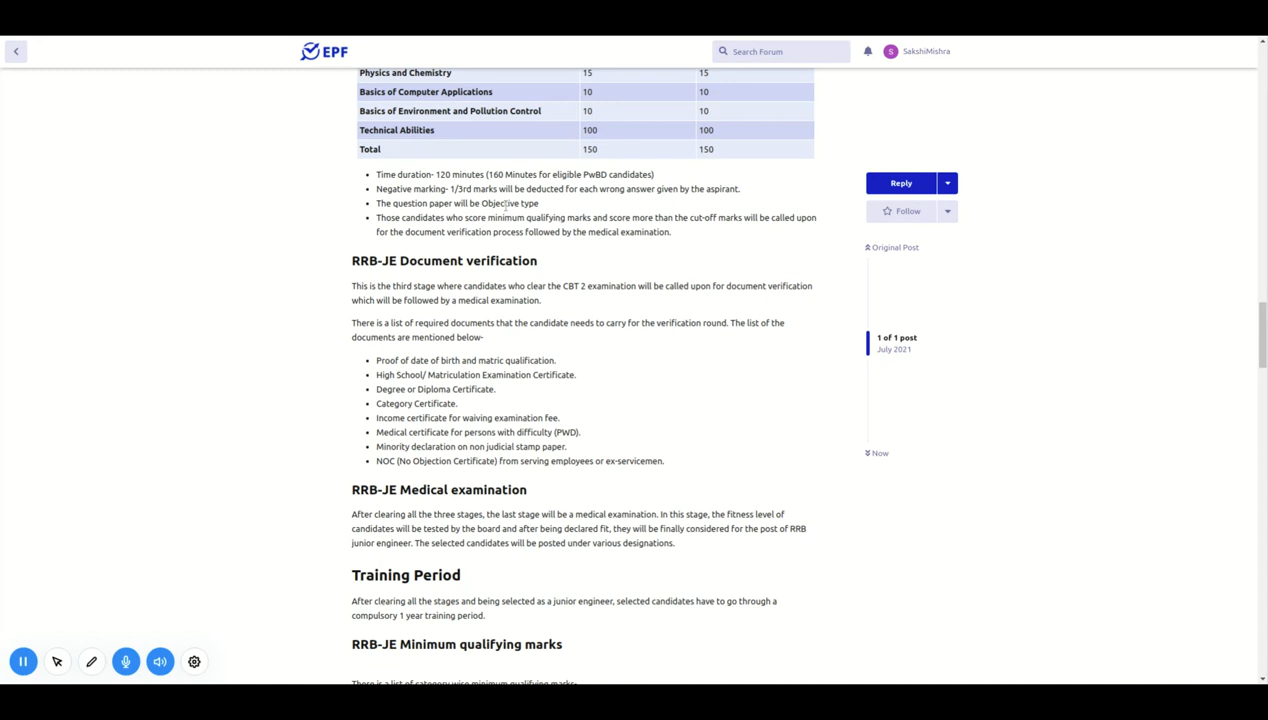 EPF
Search Forum
S SakshiMishra
Physics and Chemistry 15 15
Basics of Computer Applications 10 10
Basics of Environment and Pollution Control 10 10
Technical Abilities 100 100
Total 150 150
Time duration- 120 minutes (160 Minutes for eligible PwBD candidates)
Negative marking- 1/3rd marks will be deducted for each wrong answer given by the aspirant.
The question paper will be Objective type
Those candidates who score minimum qualifying marks and score more than the cut-off marks will be called upon
for the document verification process followed by the medical examination.
Reply
Follow
Original Post
1 of 1 post
July 2021
Now
RRB-JE Document verification
This is the third stage where candidates who clear the CBT 2 examination will be called upon for document verification
which will be followed by a medical examination.
There is a list of required documents that the candidate needs to carry for the verification round. The list of the
documents are mentioned below-
Proof of date of birth and matric qualification.
High School/ Matriculation Examination Certificate.
Degree or Diploma Certificate.
Category Certificate.
Income certificate for waiving examination fee.
Medical certificate for persons with difficulty (PWD).
Minority declaration on non judicial stamp paper.
NOC (No Objection Certificate) from serving employees or ex-servicemen.
RRB-JE Medical examination
After clearing all the three stages, the last stage will be a medical examination. In this stage, the fitness level of
candidates will be tested by the board and after being declared fit, they will be finally considered for the post of RRB
junior engineer. The selected candidates will be posted under various designations.
Training Period
After clearing all the stages and being selected as a junior engineer, selected candidates have to go through a
compulsory 1 year training period.
RRB-JE Minimum qualifying marks
There is a list of category wise minimum qualifying marks-